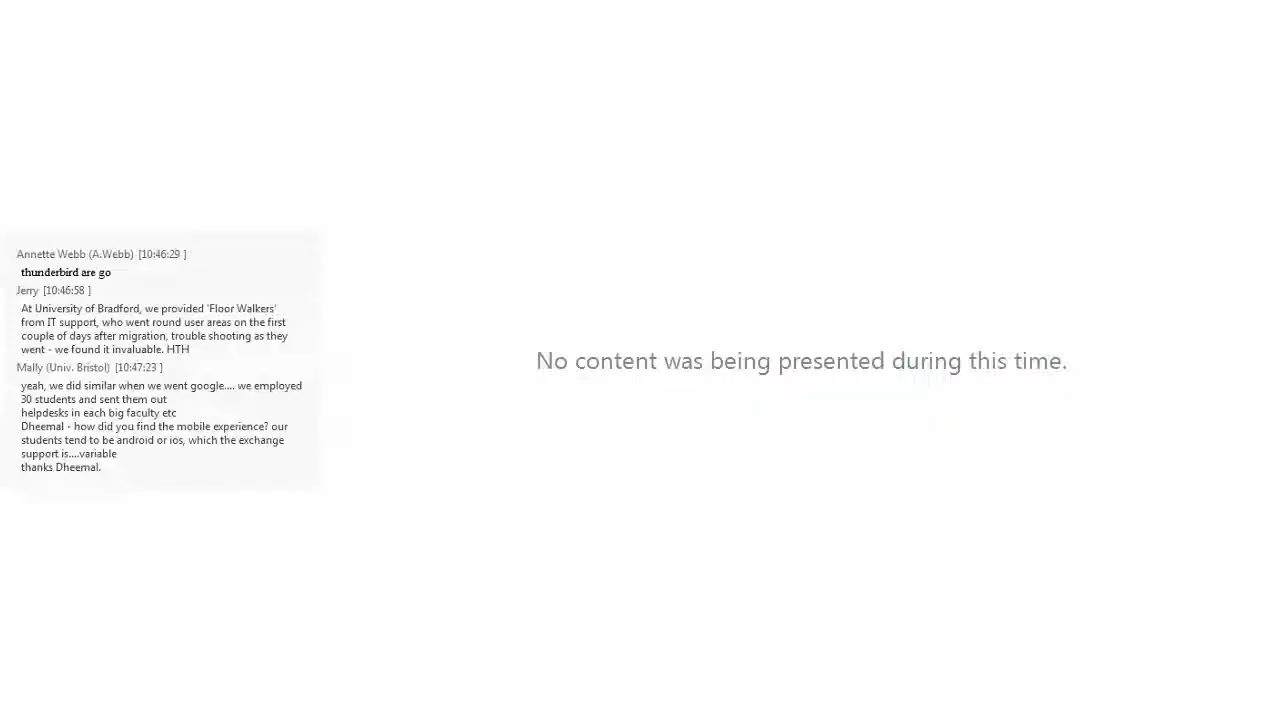 Annette Webb (A.Webb) [10:46:29 ]
thunderbird are go
Jerry [10:46:58 ]
At University of Bradford, we provided 'Floor Walkers'
from IT support, who went round user areas on the first
couple of days after migration, trouble shooting as they
went - we found it invaluable. HTH
Mally (Univ. Bristol) [10:47:23 ]
yeah, we did similar when we went google.... we employed
30 students and sent them out
helpdesks in each big faculty etc
Dheemal - how did you find the mobile experience? our
students tend to be android or ios, which the exchange
support is....variable
thanks Dheemal.
No content was being presented during this time.